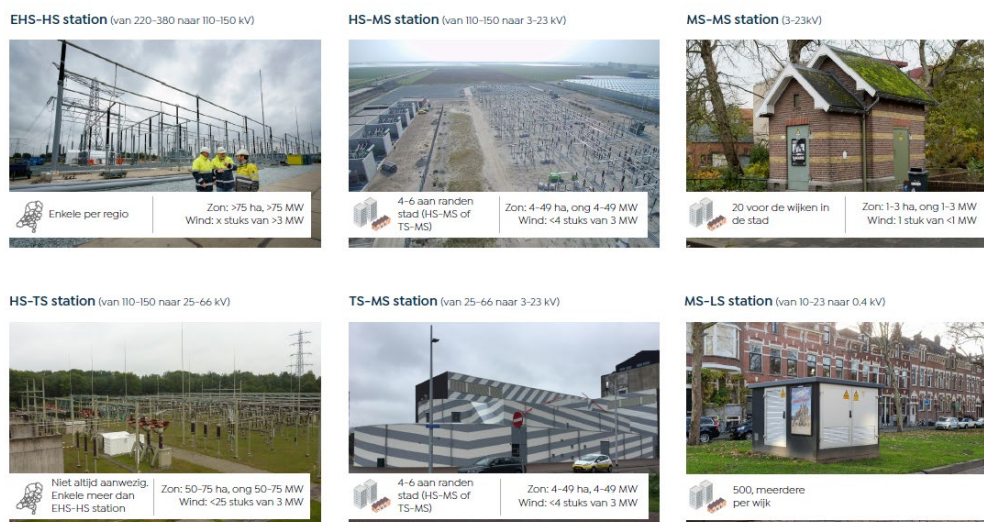 EHS-HS station (van 220-380 naar 110-150 kV)
Enkele per regio
Zon: >75 ha, >75 MW
Wind: x stuks van >3 MW
HS-MS station (van 110-150 naar 3-23 kV)
4-6 aan randen
stad (HS-MS of
TS-MS)
Zon: 4-49 ha, ong 4-49 MW
Wind: <4 stuks van 3 MW
MS-MS station (3-23kV)
20 voor de wijken in
de stad
Zon: 1-3 ha, ong 1-3 MW
Wind: 1 stuk van <1 MW
HS-TS station (van 110-150 naar 25-66 kV)
Niet altijd aanwezig.
Enkele meer dan
EHS-HS station
Zon: 50-75 ha, ong 50-75 MW
Wind: <25 stuks van 3 MW
TS-MS station (van 25-66 naar 3-23 kV)
4-6 aan randen
stad (HS-MS of
TS-MS)
Zon: 4-49 ha, 4-49 MW
Wind: <4 stuks van 3 MW
MS-LS station (van 10-23 naar 0.4 kV)
500, meerdere
per wijk